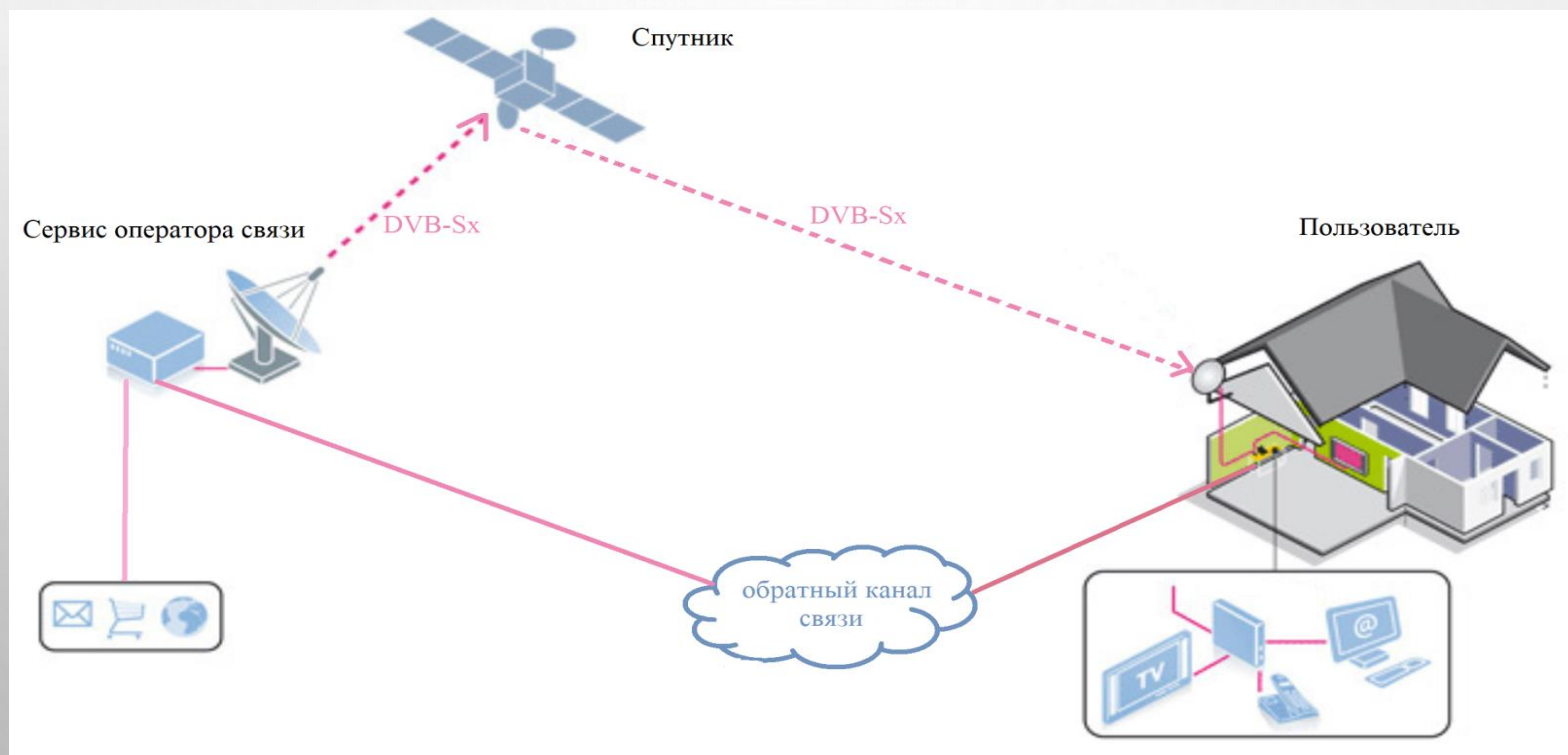 Спутник
Сервис оператора связи
DVB-Sx
DVB-Sx
Пользователь
обратный канал
связи
@
TV